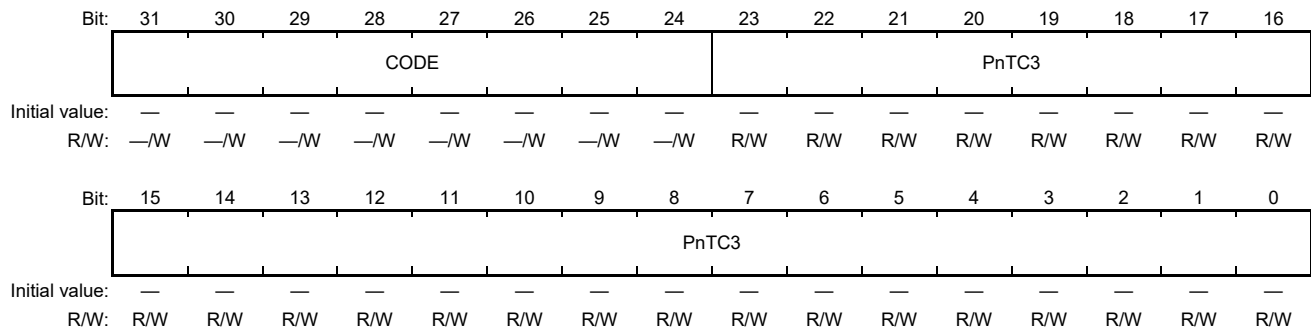 Bit: 31 30 29 28 27 26 25 24 23 22 21 20 19 18 17 16
CODE PnTC3
Initial value: — — — — — — — — — — — — — — — —
R/W: —/W —/W —/W —/W —/W —/W —/W —/W R/W R/W R/W R/W R/W R/W R/W R/W
Bit: 15 14 13 12 11 10 9 8 7 6 5 4 3 2 1 0
PnTC3
Initial value: — — — — — — — — — — — — — — — —
R/W: R/W R/W R/W R/W R/W R/W R/W R/W R/W R/W R/W R/W R/W R/W R/W R/W